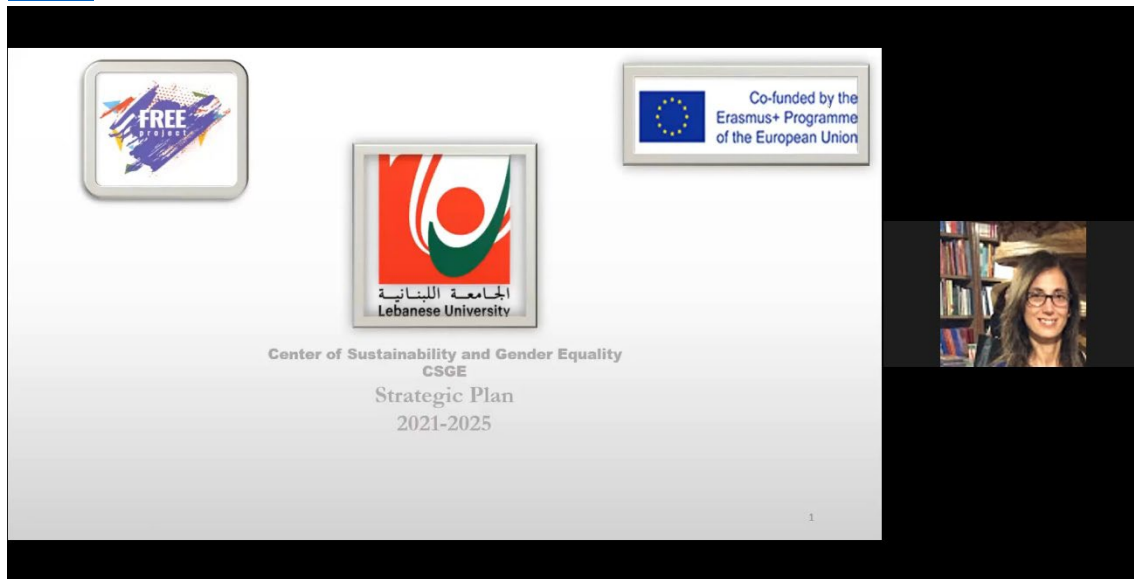 FREE
project
Co-funded by the
Erasmus+ Programme
of the European Union
الجامعة اللبنانية
Lebanese University
Center of Sustainability and Gender Equality
CSGE
Strategic Plan
2021-2025
1